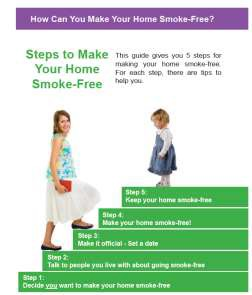 How Can You Make Your Home Smoke-Free?
Steps to Make
Your Home
Smoke-Free
This guide gives you 5 steps for
making your home smoke-free.
For each step, there are tips to
help you.
Step 5:
Keep your home smoke-free
Step 4:
Make your home smoke-free!
Step 3:
Make it official - Set a date
Step 2:
Talk to people you live with about going smoke-free
Step 1:
Decide you want to make your home smoke-free